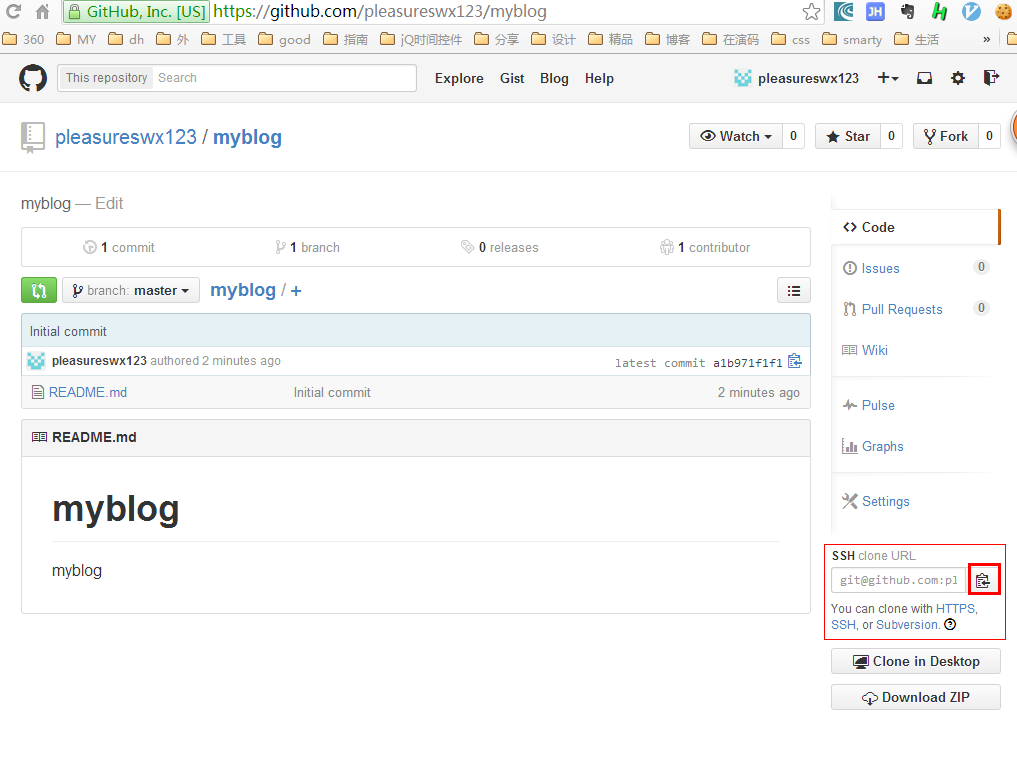 GitHub, Inc. [US] https://github.com/pleasureswx123/myblog
360 MY dh 外 工具 good 指南 jQ时间控件 分享 设计 精品 博客 在演码 css smarty 生活 »
This repository Search Explore Gist Blog Help pleasureswx123
pleasureswx123 / myblog Watch 0 Star 0 Fork 0
myblog — Edit
1 commit 1 branch 0 releases 1 contributor
branch: master myblog / +
Initial commit
pleasureswx123 authored 2 minutes ago latest commit a1b971f1f1
README.md Initial commit 2 minutes ago
README.md
myblog
myblog
Code
Issues 0
Pull Requests 0
Wiki
Pulse
Graphs
Settings
SSH clone URL
git@github.com:pl
You can clone with HTTPS,
SSH, or Subversion.
Clone in Desktop
Download ZIP